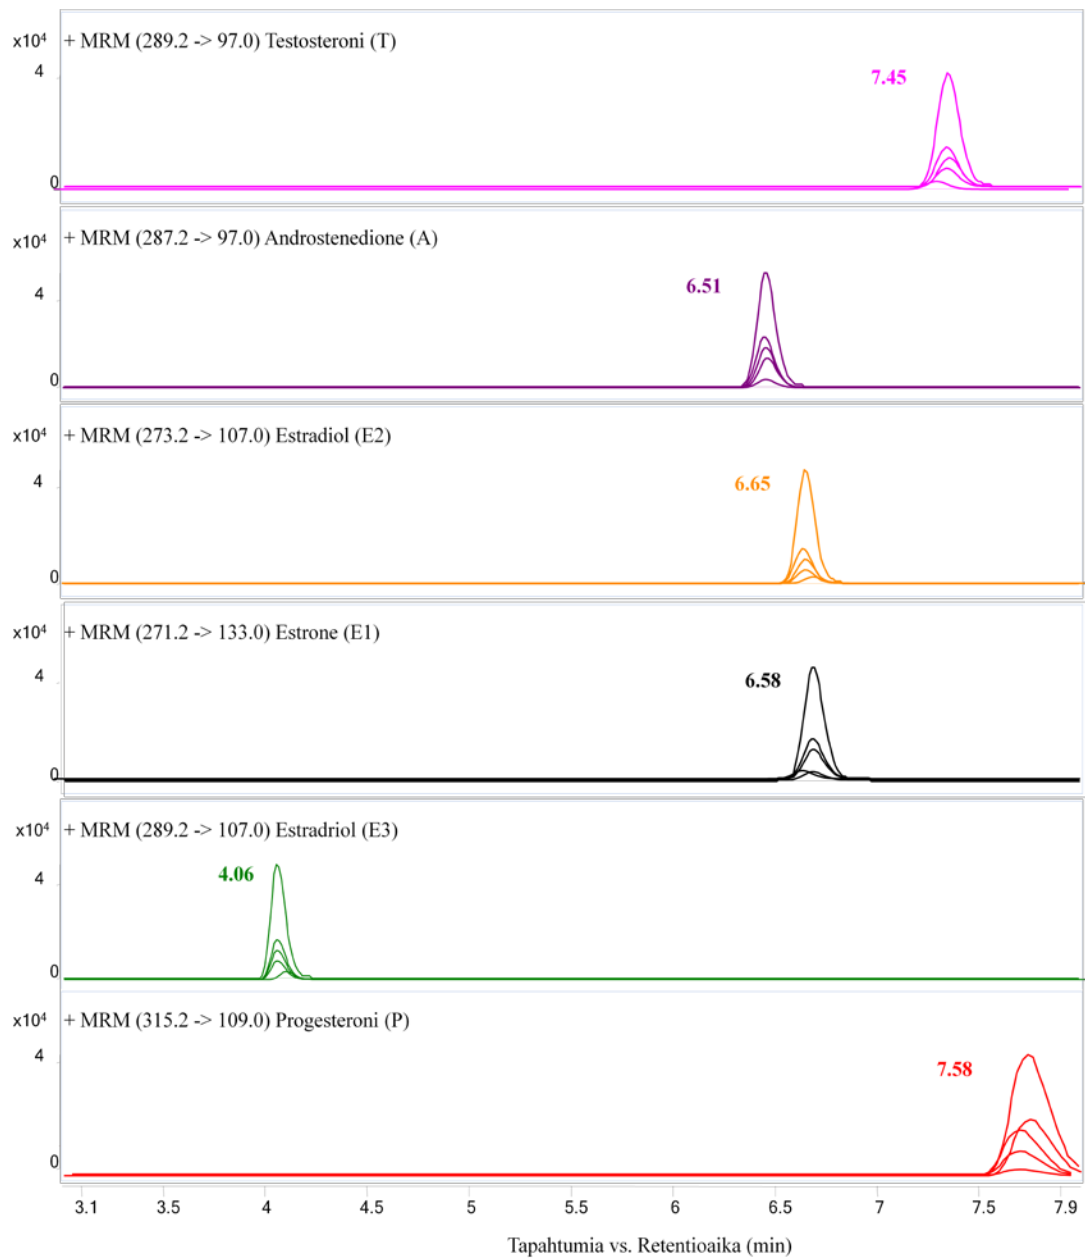 x10⁴ + MRM (289.2 -> 97.0) Testosteroni (T)
4
7.45
0
x10⁴ + MRM (287.2 -> 97.0) Androstenedione (A)
6.51
4
0
x10⁴ + MRM (273.2 -> 107.0) Estradiol (E2)
4
6.65
0
x10⁴ + MRM (271.2 -> 133.0) Estrone (E1)
4
6.58
0
x10⁴ + MRM (289.2 -> 107.0) Estradriol (E3)
4.06
4
0
x10⁴ + MRM (315.2 -> 109.0) Progesteroni (P)
4
7.58
0
3.1 3.5 4 4.5 5 5.5 6 6.5 7 7.5 7.9
Tapahtumia vs. Retentioaika (min)